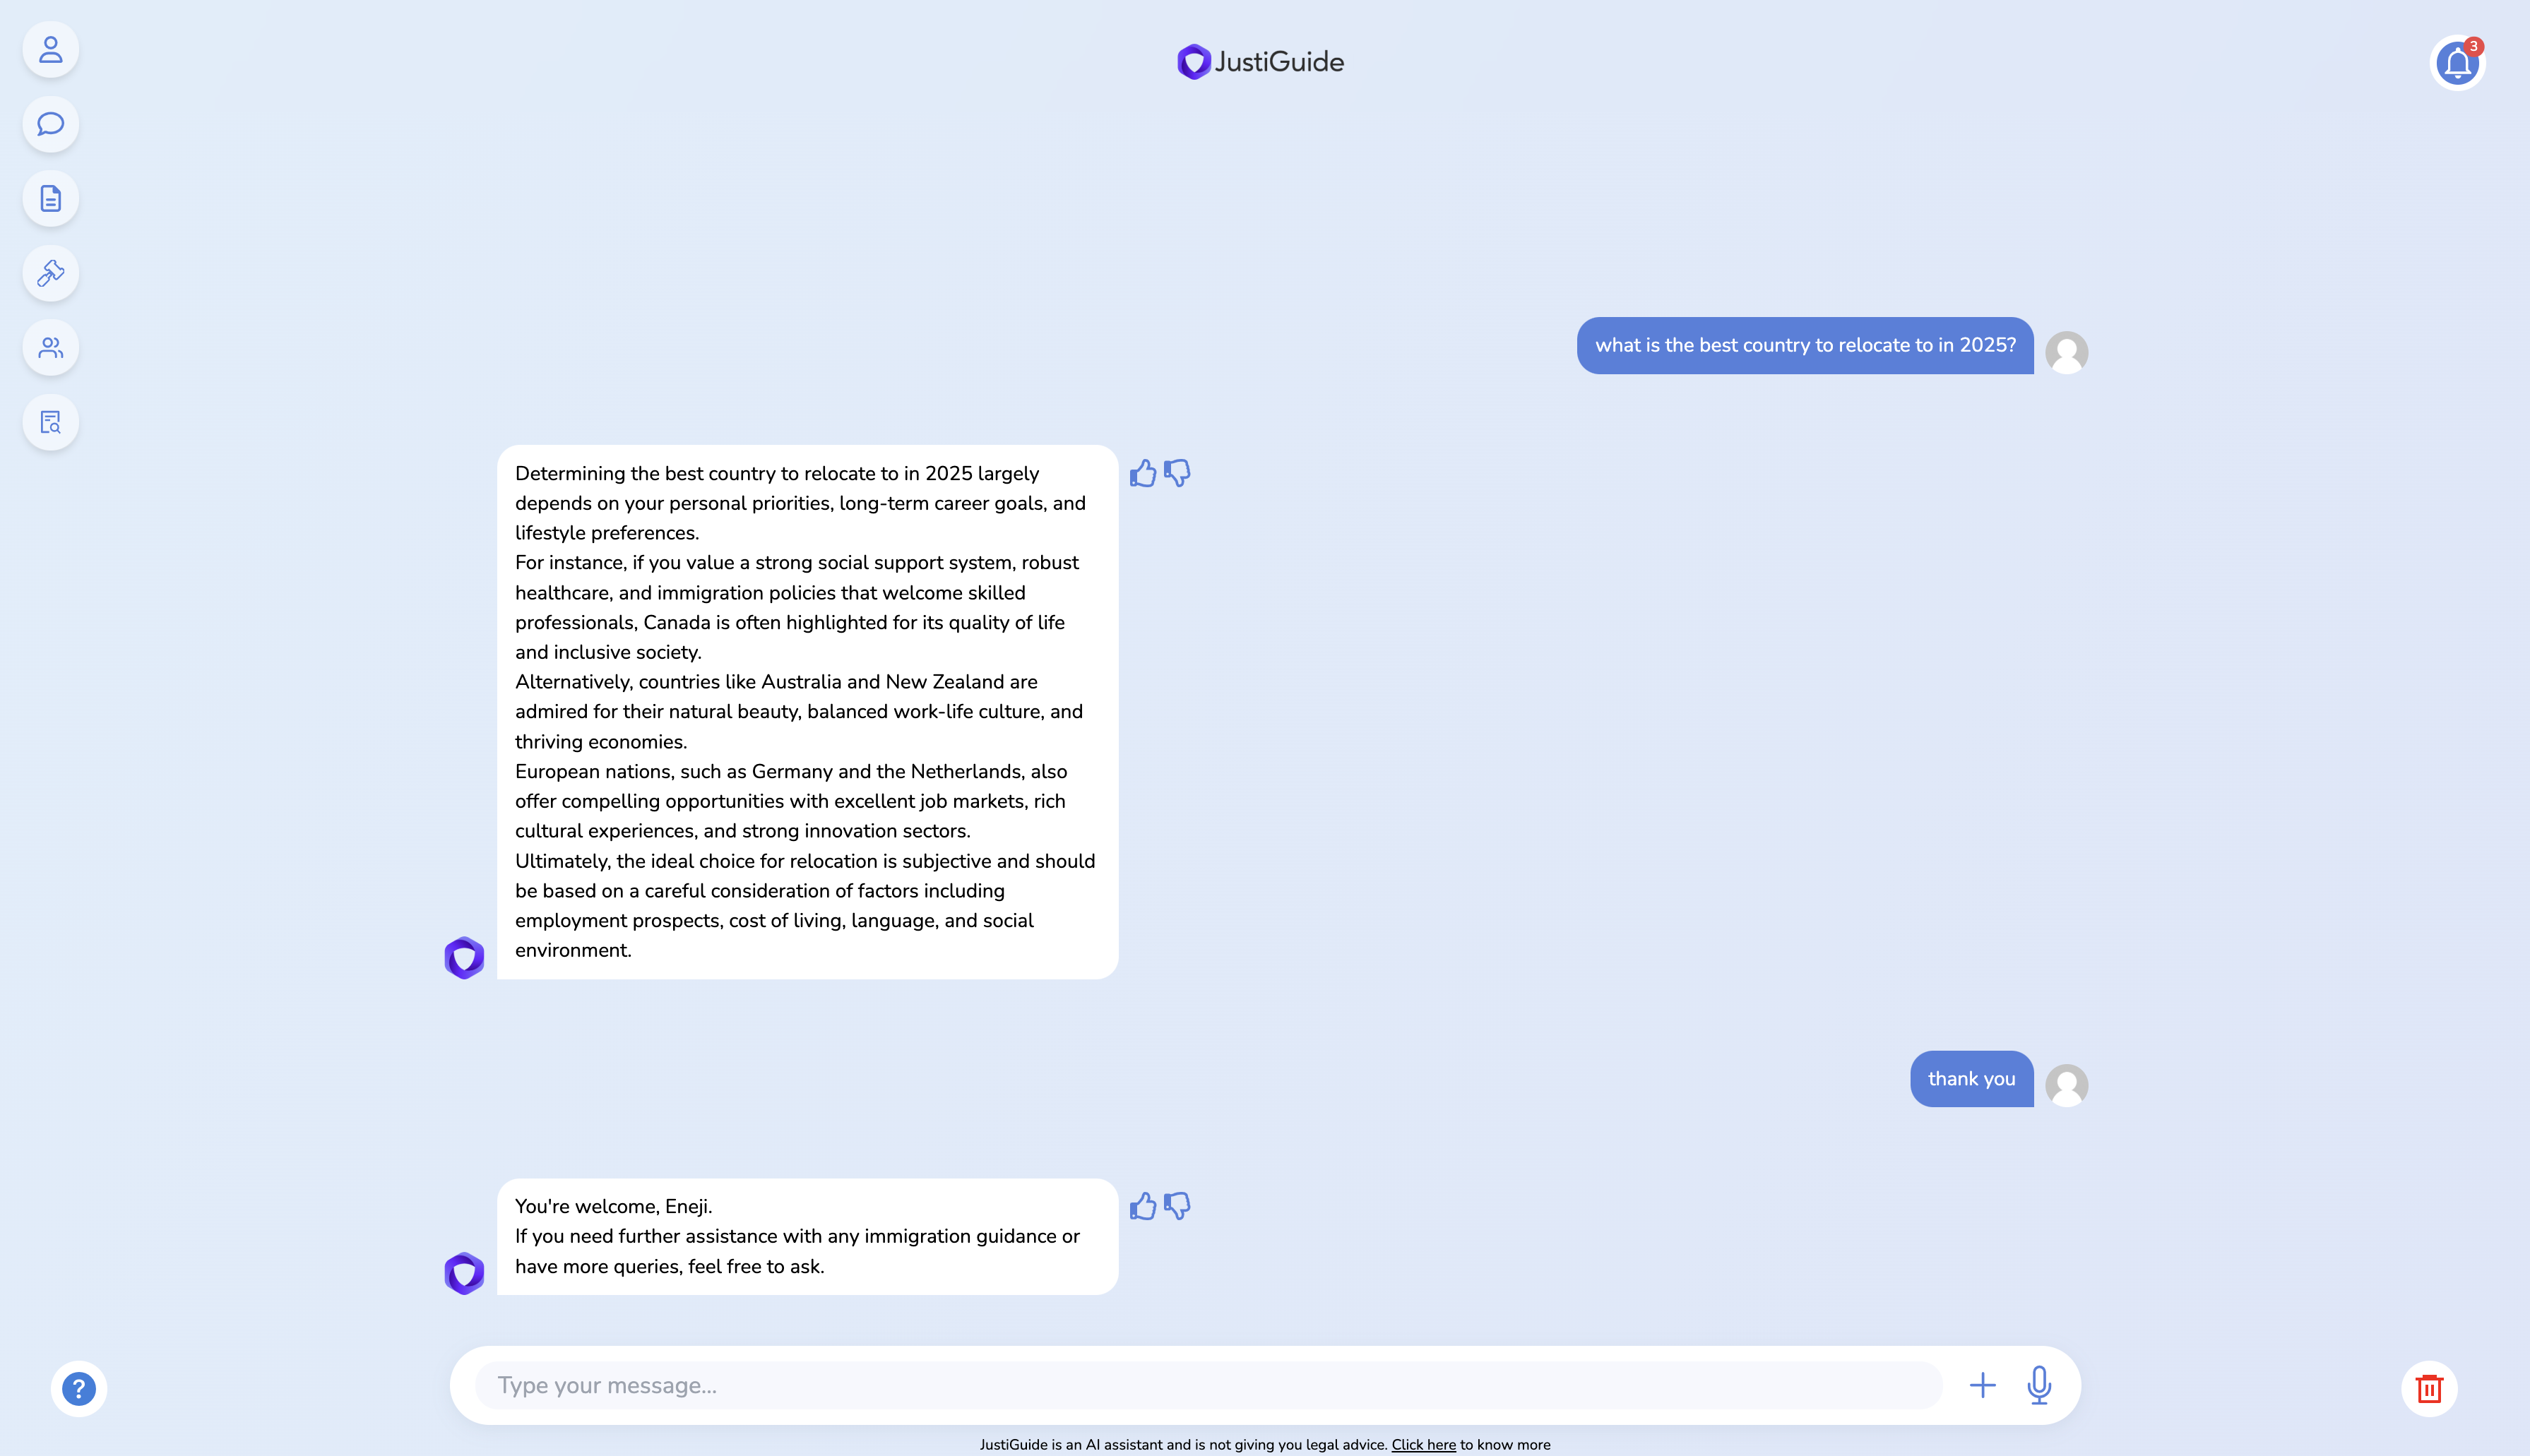 JustiGuide
3
what is the best country to relocate to in 2025?
Determining the best country to relocate to in 2025 largely
depends on your personal priorities, long-term career goals, and
lifestyle preferences.
For instance, if you value a strong social support system, robust
healthcare, and immigration policies that welcome skilled
professionals, Canada is often highlighted for its quality of life
and inclusive society.
Alternatively, countries like Australia and New Zealand are
admired for their natural beauty, balanced work-life culture, and
thriving economies.
European nations, such as Germany and the Netherlands, also
offer compelling opportunities with excellent job markets, rich
cultural experiences, and strong innovation sectors.
Ultimately, the ideal choice for relocation is subjective and should
be based on a careful consideration of factors including
employment prospects, cost of living, language, and social
environment.
thank you
You're welcome, Eneji.
If you need further assistance with any immigration guidance or
have more queries, feel free to ask.
?
Type your message...
JustiGuide is an AI assistant and is not giving you legal advice. Click here to know more